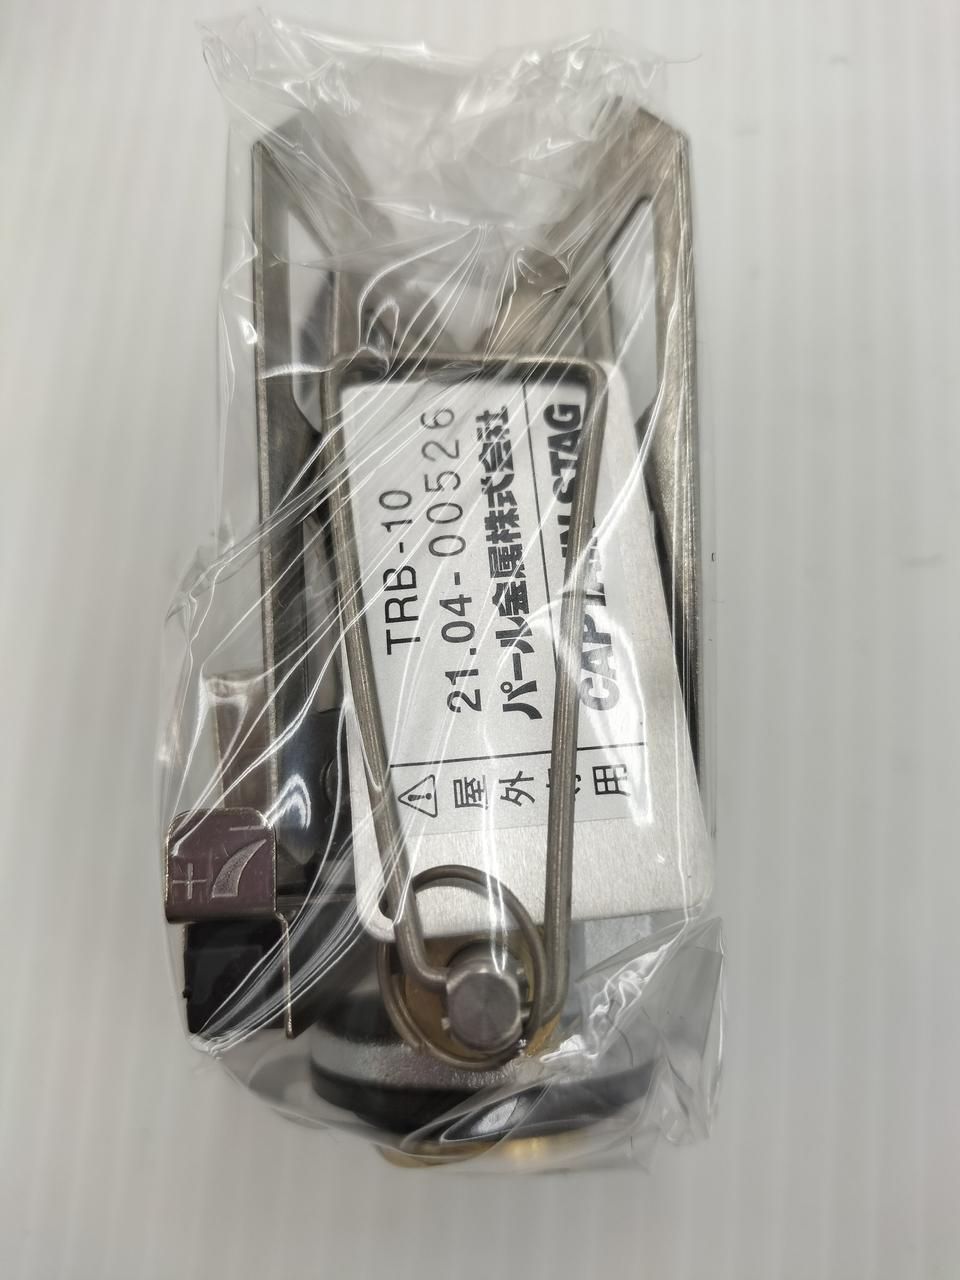 TRB-10
21.04-00526
パール金属株式会社
CAPTAIN STAG
屋外専用
+